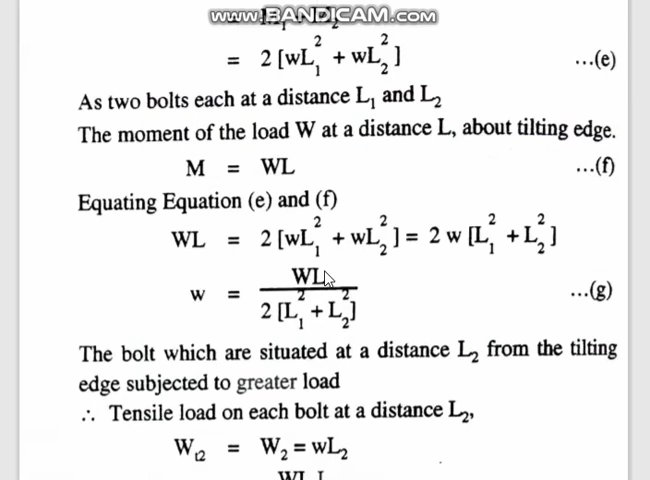 www.BANDICAM.com
= 2 [wL₁² + wL₂²] ...(e)
As two bolts each at a distance L₁ and L₂
The moment of the load W at a distance L, about tilting edge.
M = WL ...(f)
Equating Equation (e) and (f)
WL = 2 [wL₁² + wL₂²] = 2 w [L₁² + L₂²]
w = WL / 2 [L₁² + L₂²] ...(g)
The bolt which are situated at a distance L₂ from the tilting
edge subjected to greater load
∴ Tensile load on each bolt at a distance L₂,
Wt2 = W₂ = wL₂